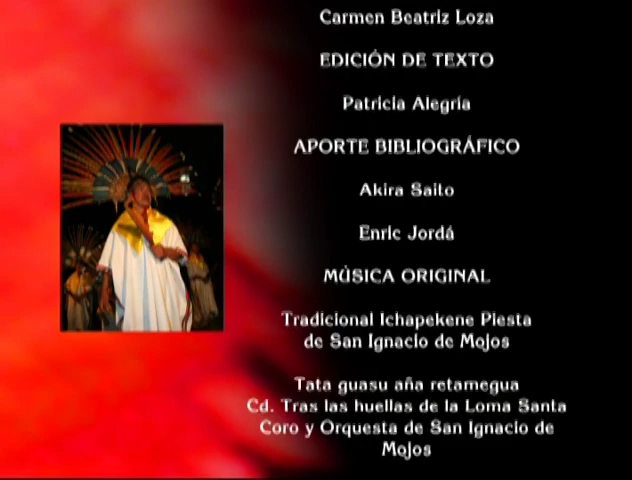 Carmen Beatriz Loza
EDICIÓN DE TEXTO
Patricia Alegría
APORTE BIBLIOGRÁFICO
Akira Saito
Enric Jordá
MÚSICA ORIGINAL
Tradicional Ichapekene Piesta
de San Ignacio de Mojos
Tata guasu aña retamegua
Cd. Tras las huellas de la Loma Santa
Coro y Orquesta de San Ignacio de
Mojos